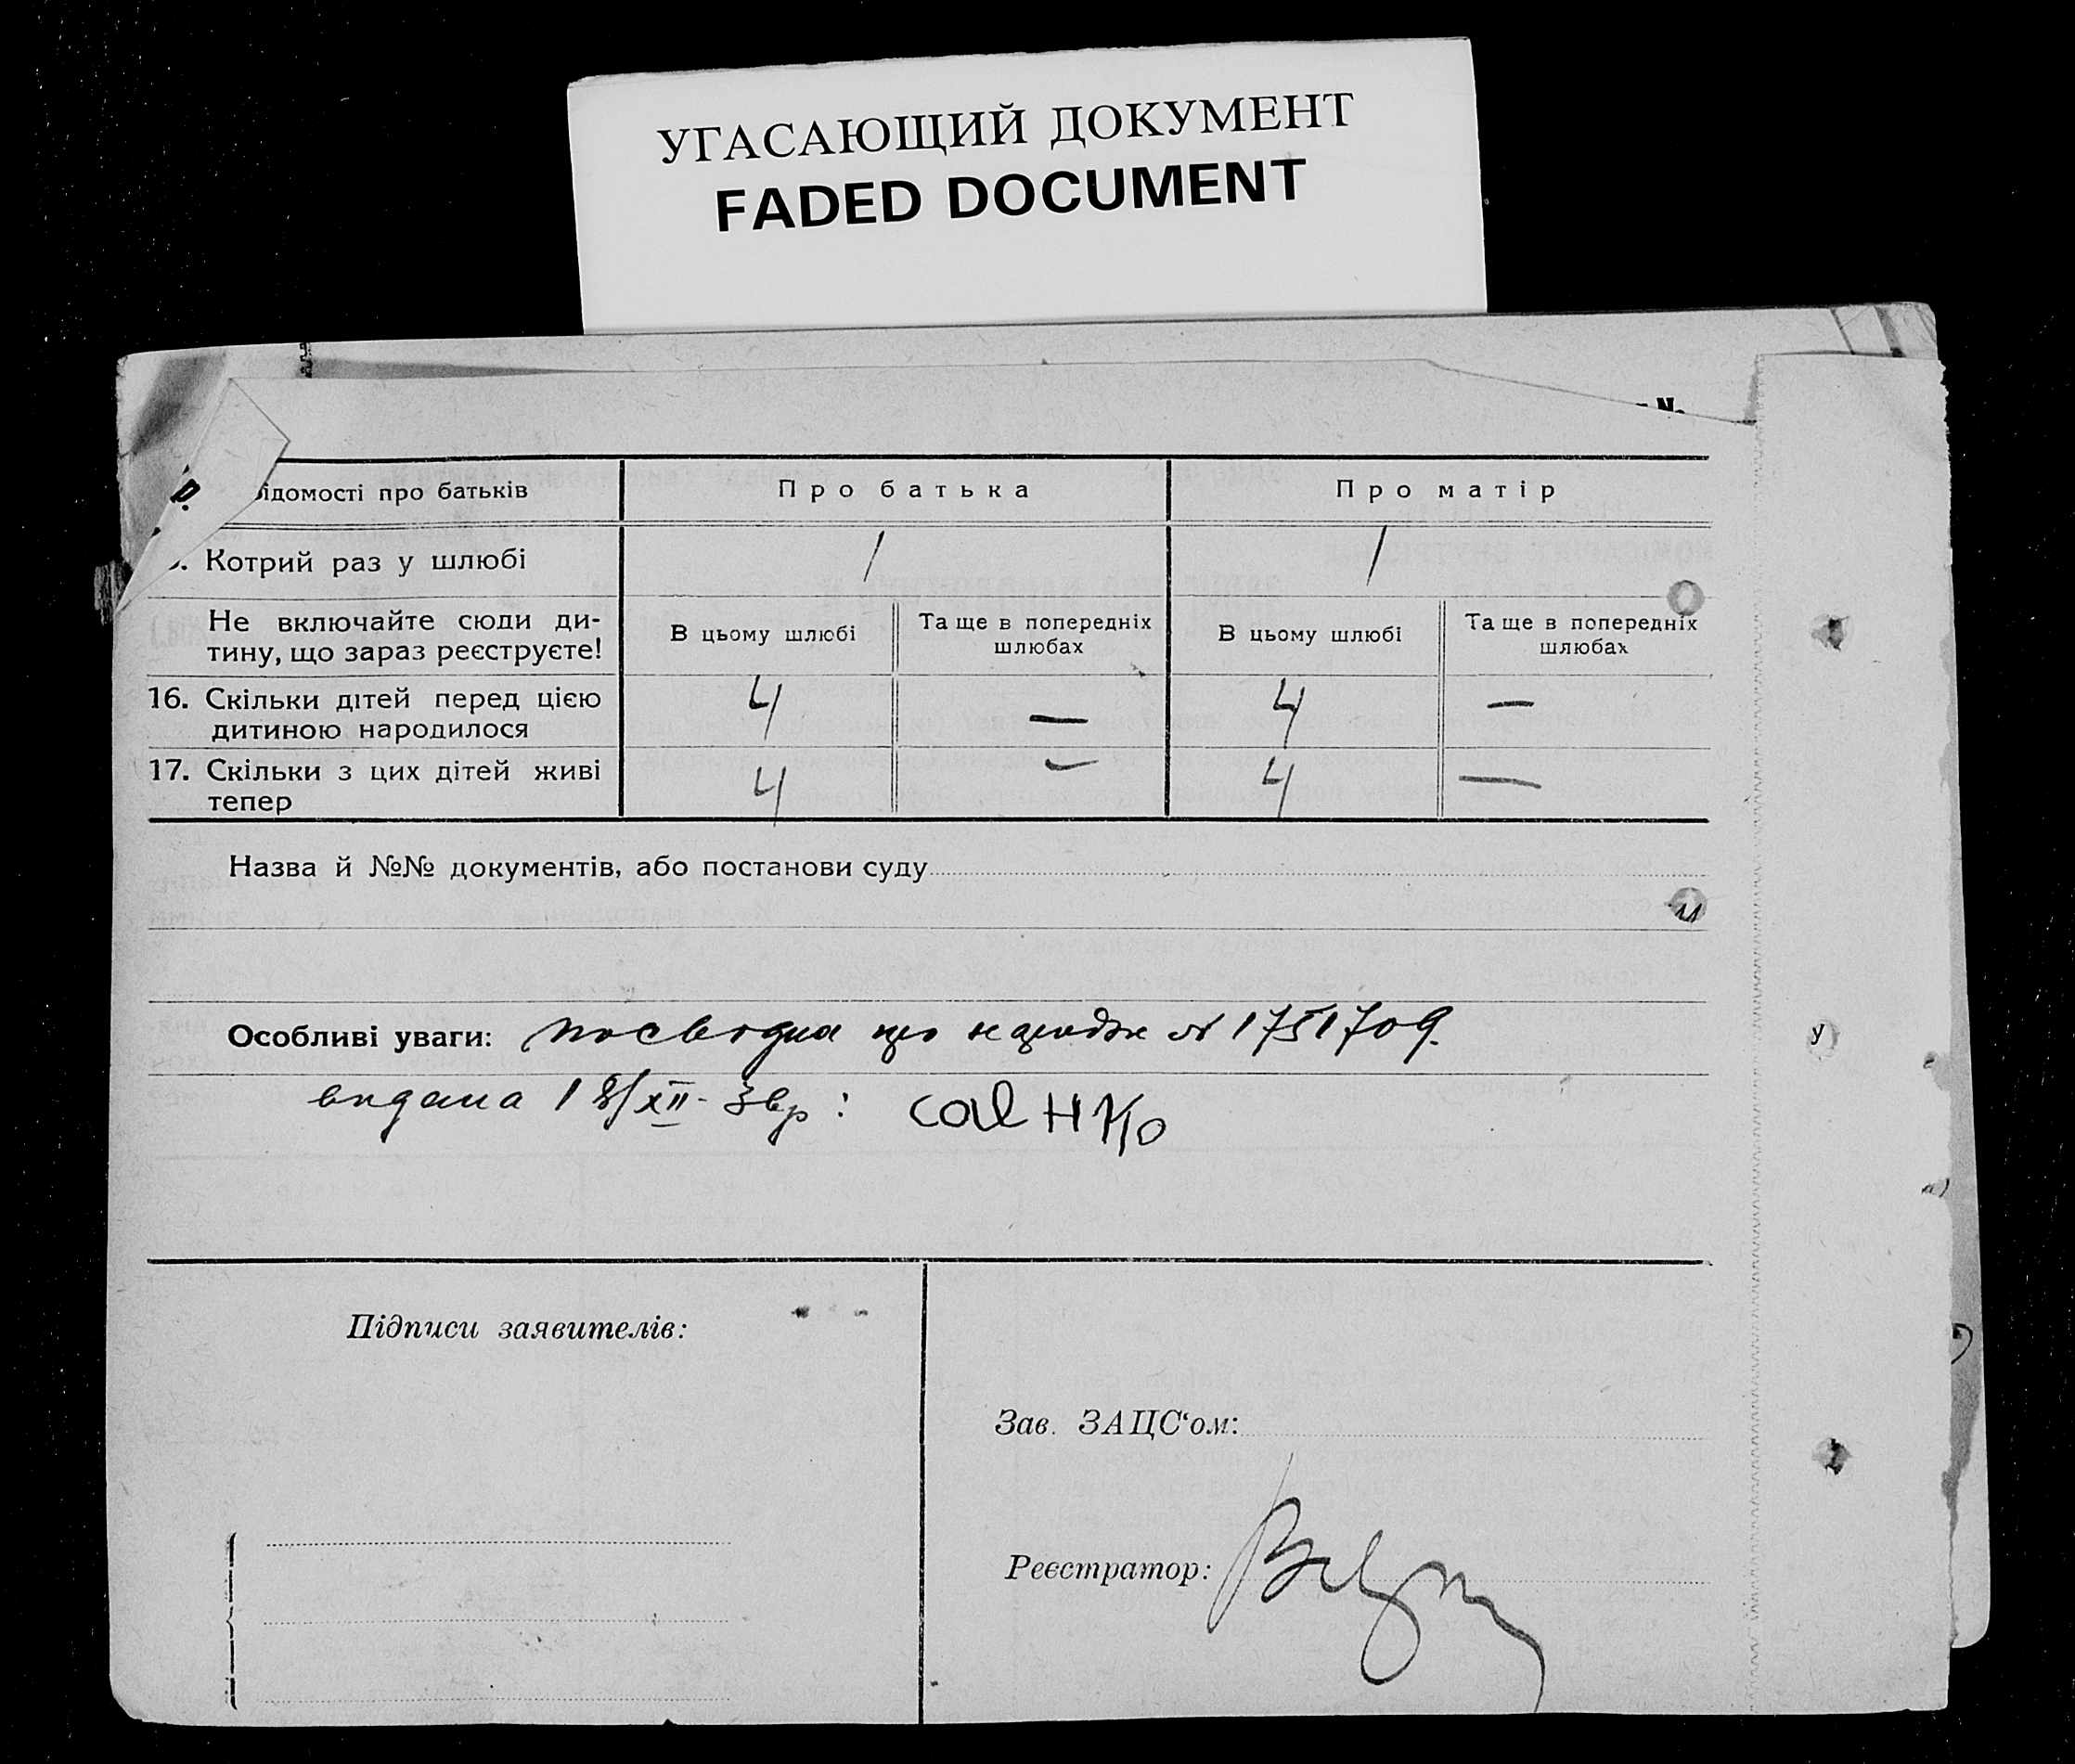 УГАСАЮЩИЙ ДОКУМЕНТ
FADED DOCUMENT
№
ідомості про батьків
Про батька
Про матір
Котрий раз у шлюбі
1
1
Не включайте сюди ди-
тину, що зараз реєструєте!
В цьому шлюбі
Та ще в попередніх
шлюбах
В цьому шлюбі
Та ще в попередніх
шлюбах
16. Скільки дітей перед цією
дитиною народилося
4
—
4
—
17. Скільки з цих дітей живі
тепер
4
—
4
—
Назва й №№ документів, або постанови суду
Особливі уваги: посвідка про народж № 1751709.
видана 18/XII-
Підписи заявителів:
Зав. ЗАЦС‘ом:
Реєстратор: